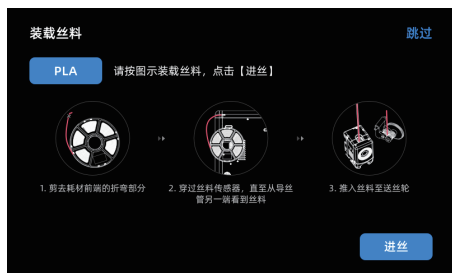 装载丝料
跳过
PLA
请按图示装载丝料，点击【进丝】
1. 剪去耗材前端的折弯部分
2. 穿过丝料传感器，直至从导丝
管另一端看到丝料
3. 推入丝料至送丝轮
进丝